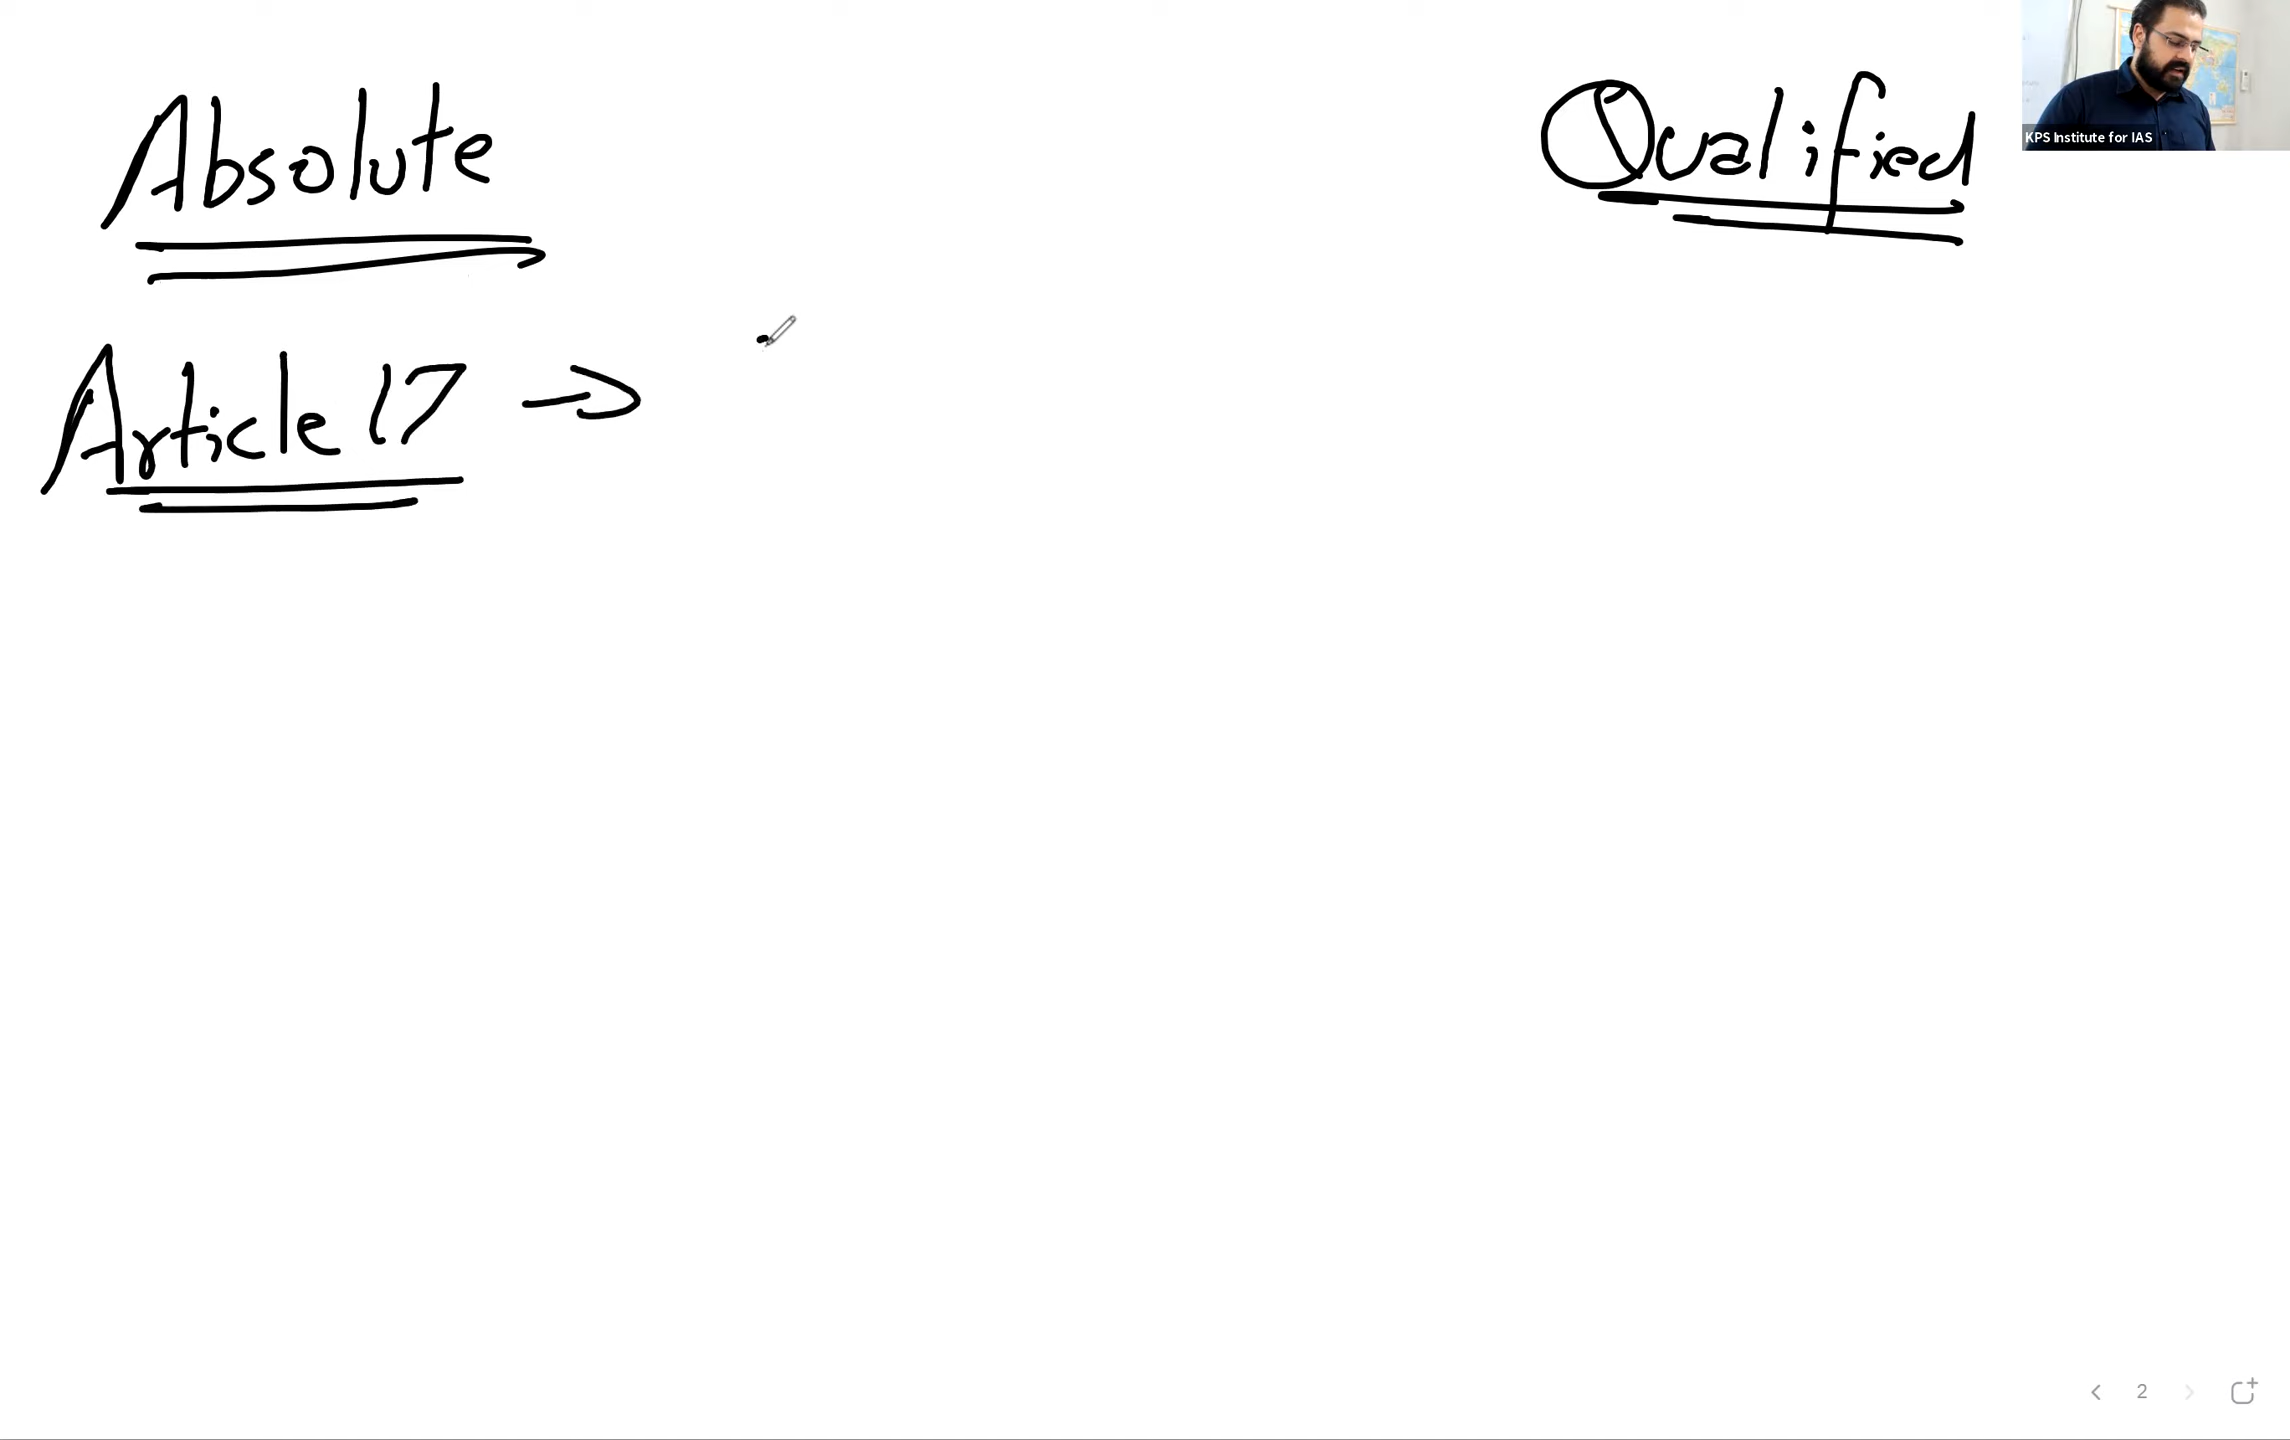 Absolute
Qualified
KPS Institute for IAS
Article 17 →
2